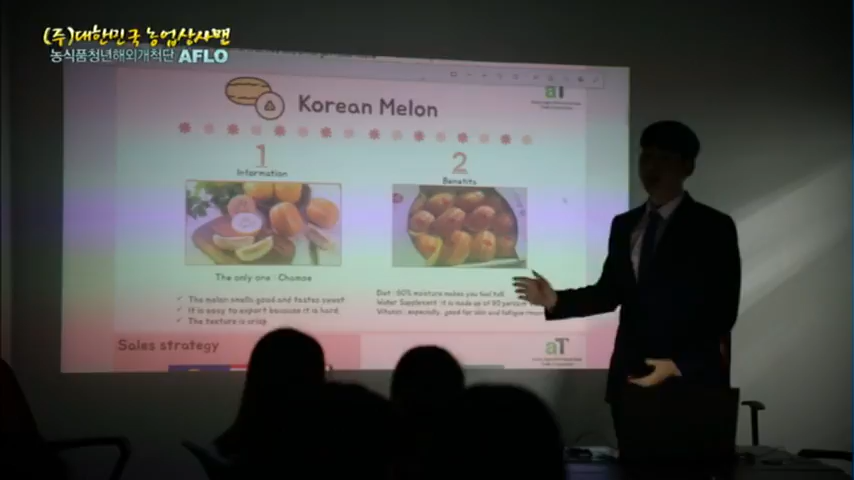 (주)대한민국 농업상사맨
농식품청년해외개척단 AFLO
aT
Korean Melon
1
Information
2
Benefits
The only one : Chamoe
✓ The melon smells good and tastes sweet.
✓ It is easy to export because it is hard.
✓ The texture is crisp
Diet : 60% moisture makes you feel full.
Water Supplement : it is made up of 90 percent
Vitamin : especially, good for skin and fatigue
Sales strategy
aT